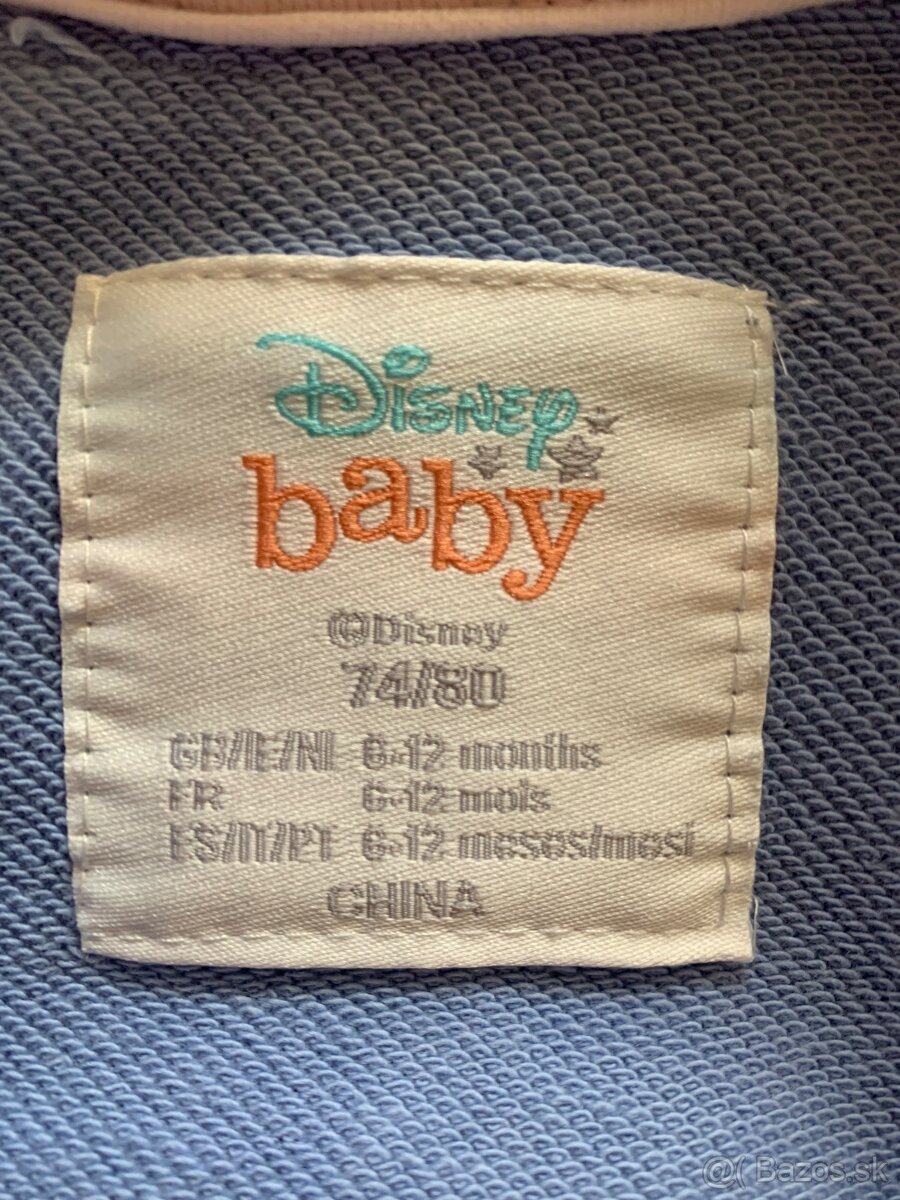 Disney
baby
©Disney
74/80
GB/IE/NI 6-12 months
FR 6-12 mois
ES/IT/PT 6-12 meses/mesi
CHINA
@( Bazos.sk